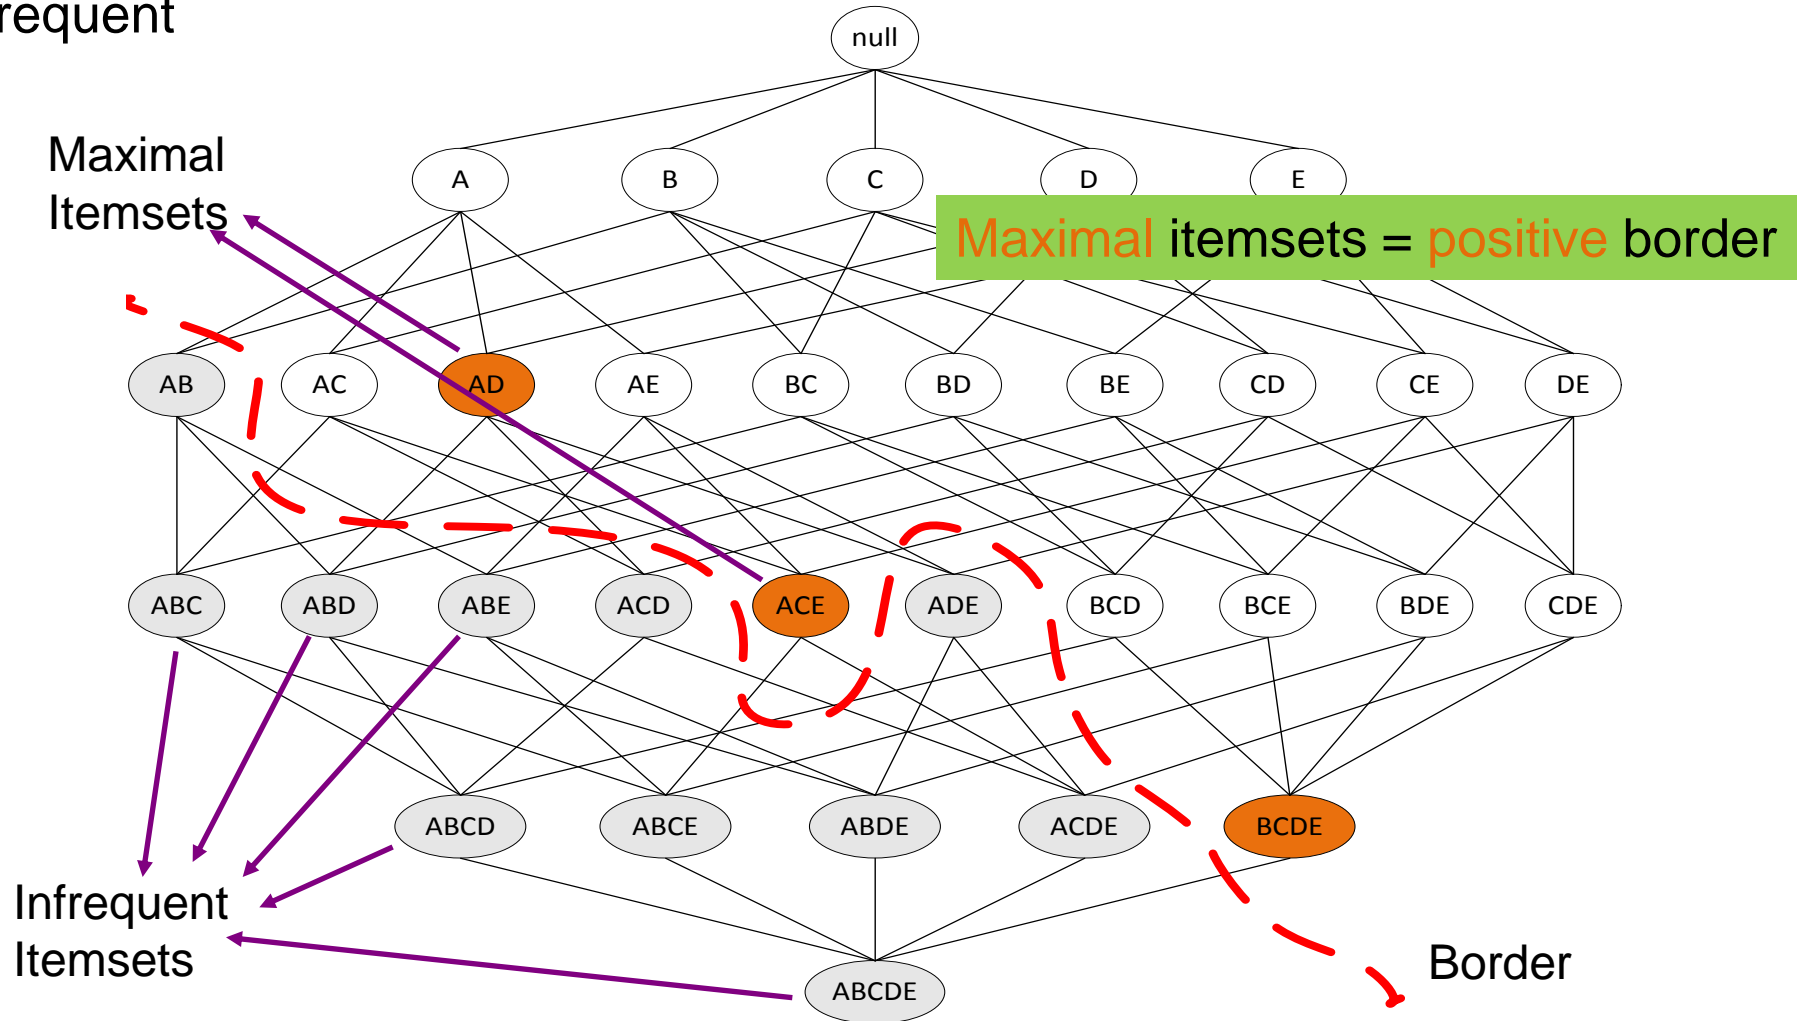 requent
null
Maximal
Itemsets
A
B
C
D
E
Maximal itemsets = positive border
AB
AC
AD
AE
BC
BD
BE
CD
CE
DE
ABC
ABD
ABE
ACD
ACE
ADE
BCD
BCE
BDE
CDE
ABCD
ABCE
ABDE
ACDE
BCDE
Infrequent
Itemsets
Border
ABCDE